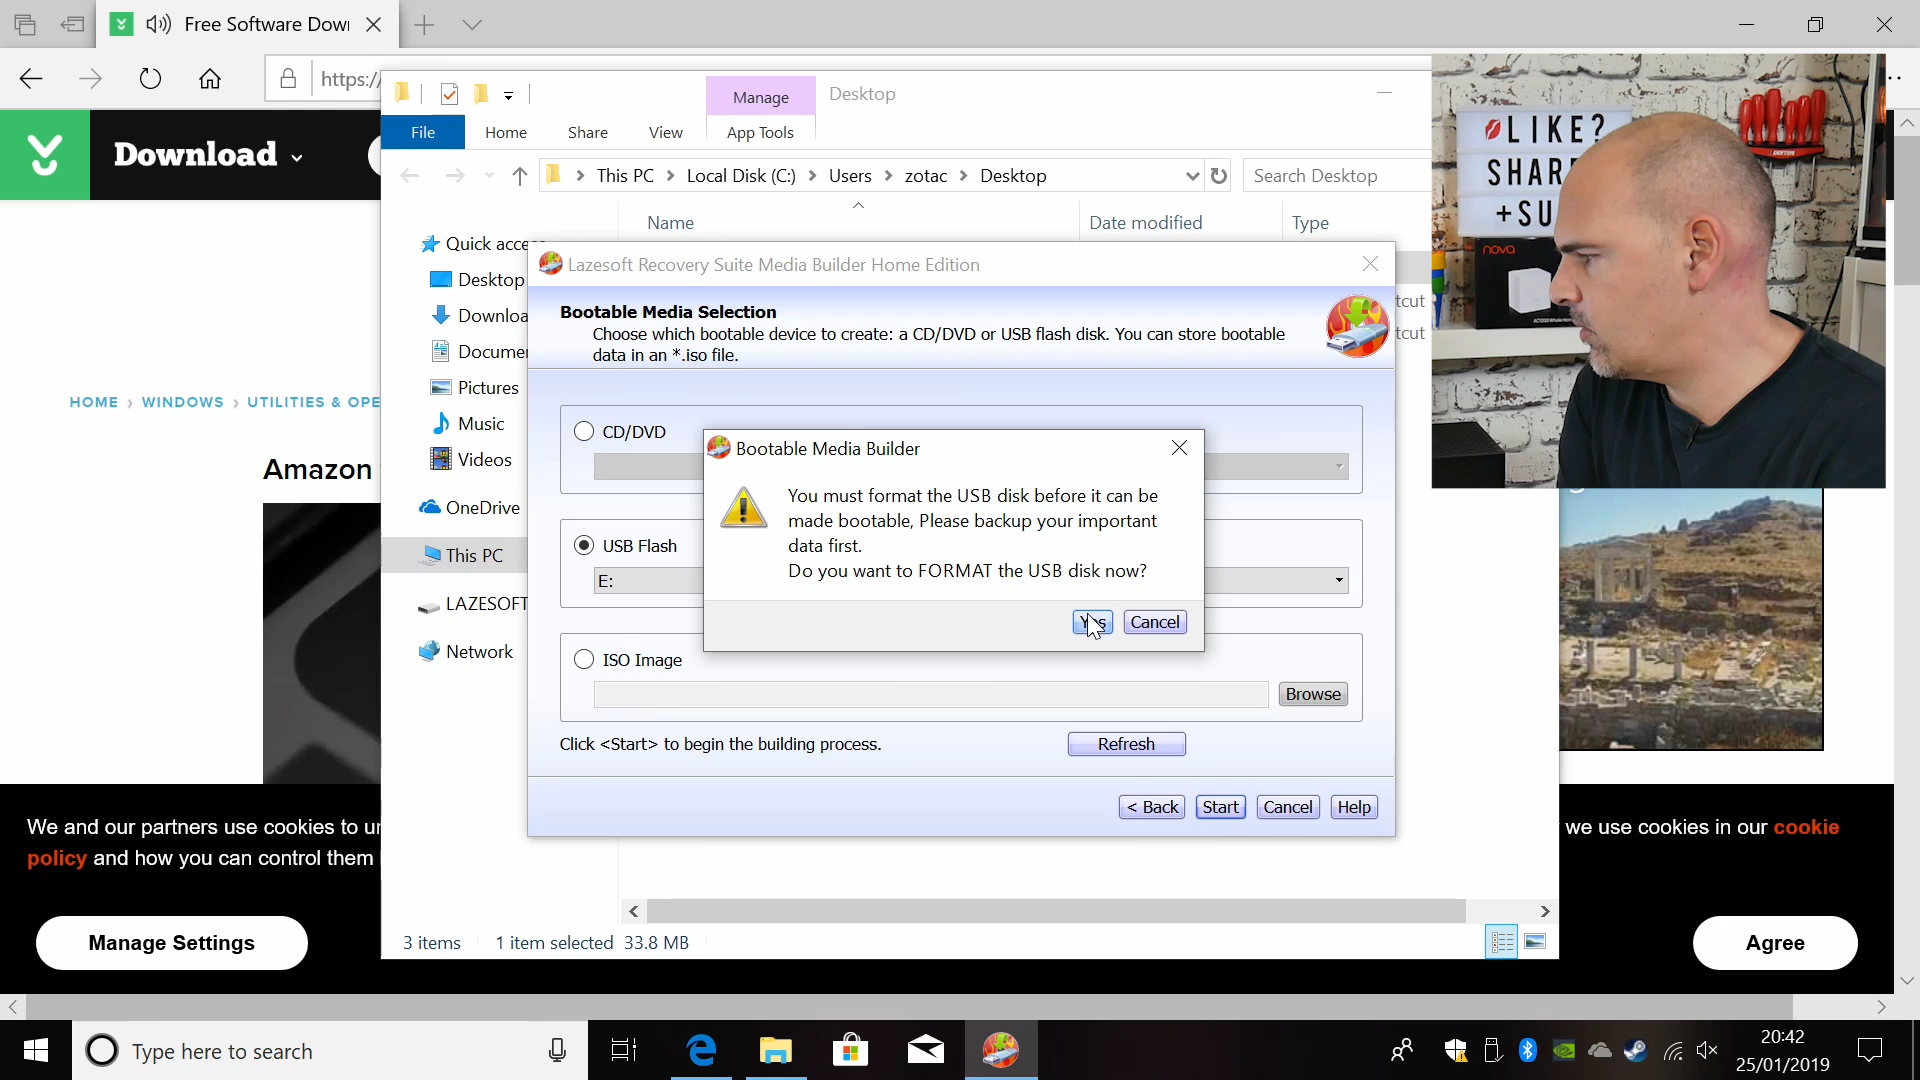 Free Software Dow
https:/
Manage
Desktop
File
Home
Share
View
App Tools
This PC
Local Disk (C:)
Users
zotac
Desktop
Search Desktop
Name
Date modified
Type
Download
Quick acce
Desktop
Downloa
Docume
Pictures
Music
Videos
OneDrive
This PC
LAZESOFT
Network
HOME › WINDOWS › UTILITIES & OPE
Amazon
Lazesoft Recovery Suite Media Builder Home Edition
Bootable Media Selection
Choose which bootable device to create: a CD/DVD or USB flash disk. You can store bootable
data in an *.iso file.
tcut
tcut
CD/DVD
Bootable Media Builder
You must format the USB disk before it can be
made bootable, Please backup your important
data first.
Do you want to FORMAT the USB disk now?
Yes
Cancel
USB Flash
E:
ISO Image
Browse
Click <Start> to begin the building process.
Refresh
< Back
Start
Cancel
Help
LIKE?
SHAR
+SU
nova
We and our partners use cookies to u
we use cookies in our cookie
policy and how you can control them
Manage Settings
Agree
3 items
1 item selected
33.8 MB
Type here to search
20:42
25/01/2019